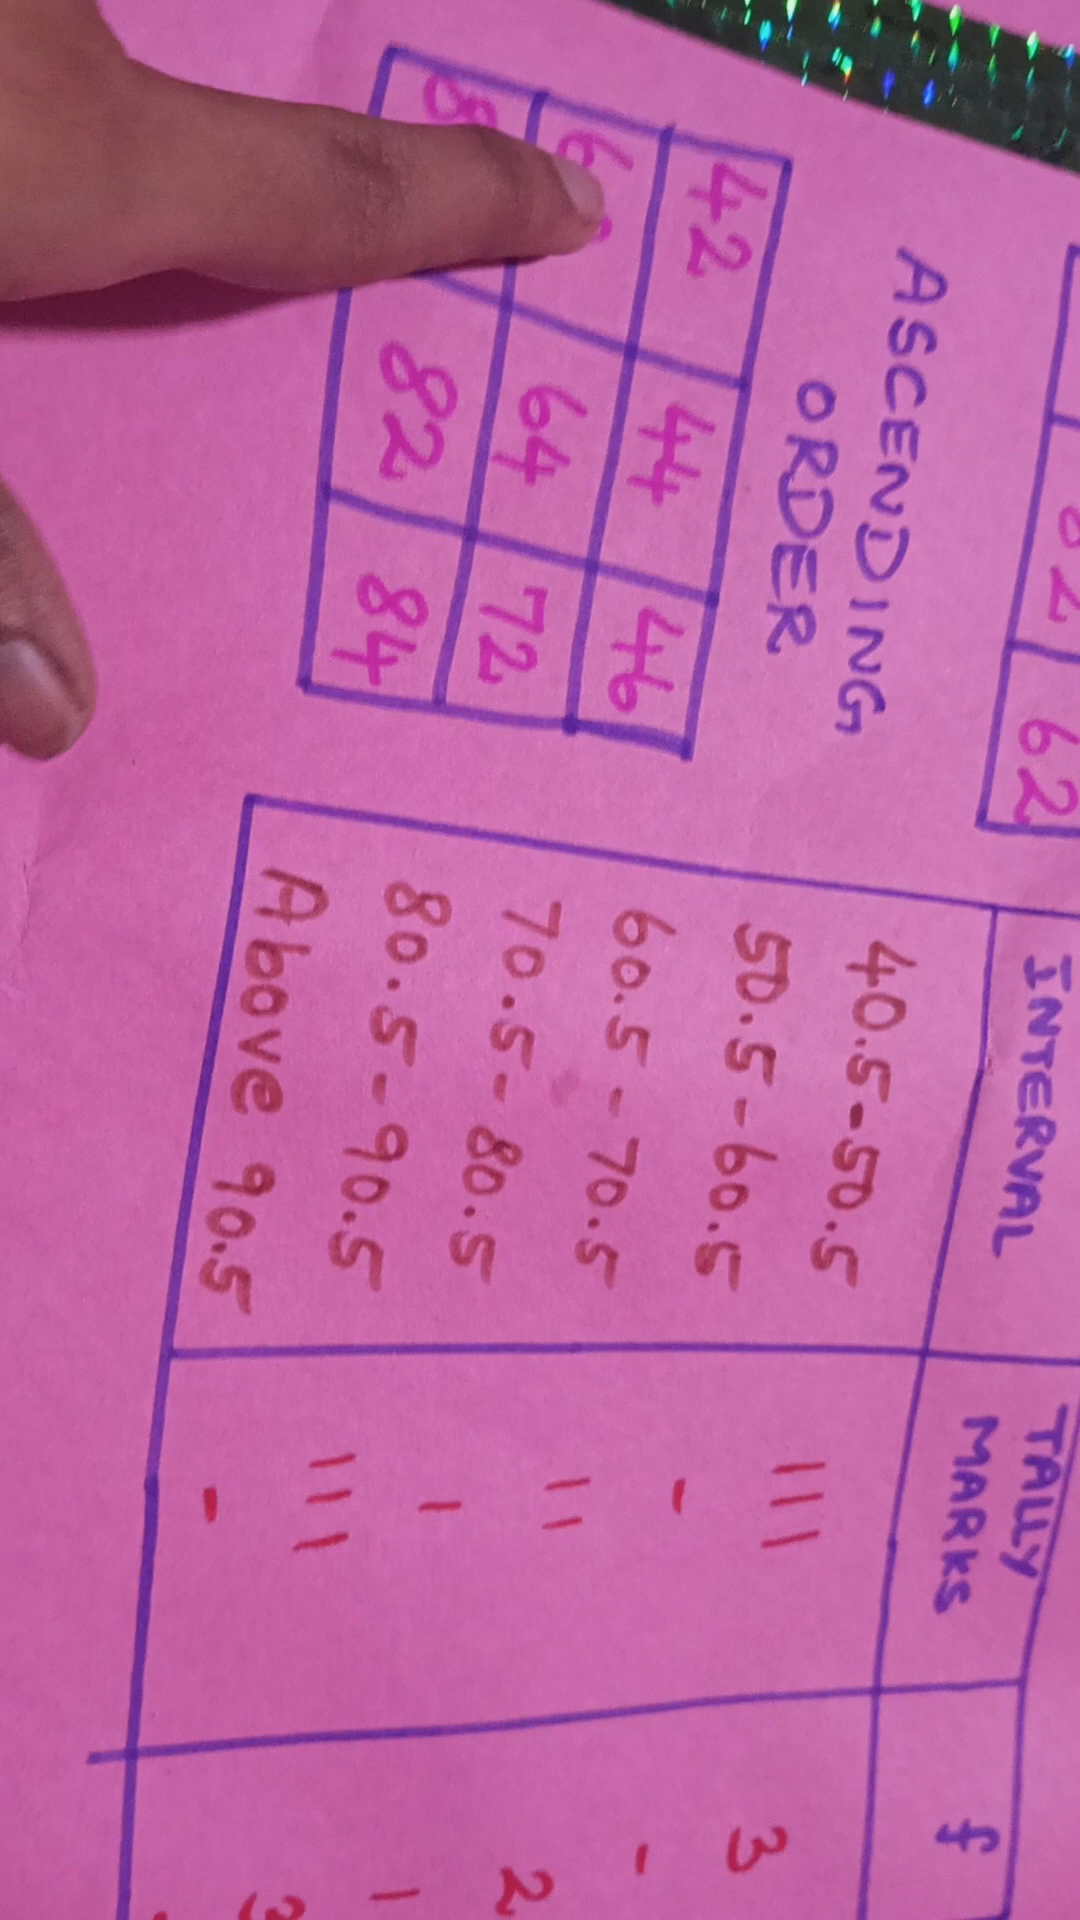 62
ASCENDING
ORDER
42 44 46
64 72
82 84
INTERVAL TALLY MARKS f
40.5-50.5 ||| 3
50.5-60.5 - -
60.5-70.5 || 2
70.5-80.5 | 1
80.5-90.5 ||| 3
Above 90.5 -